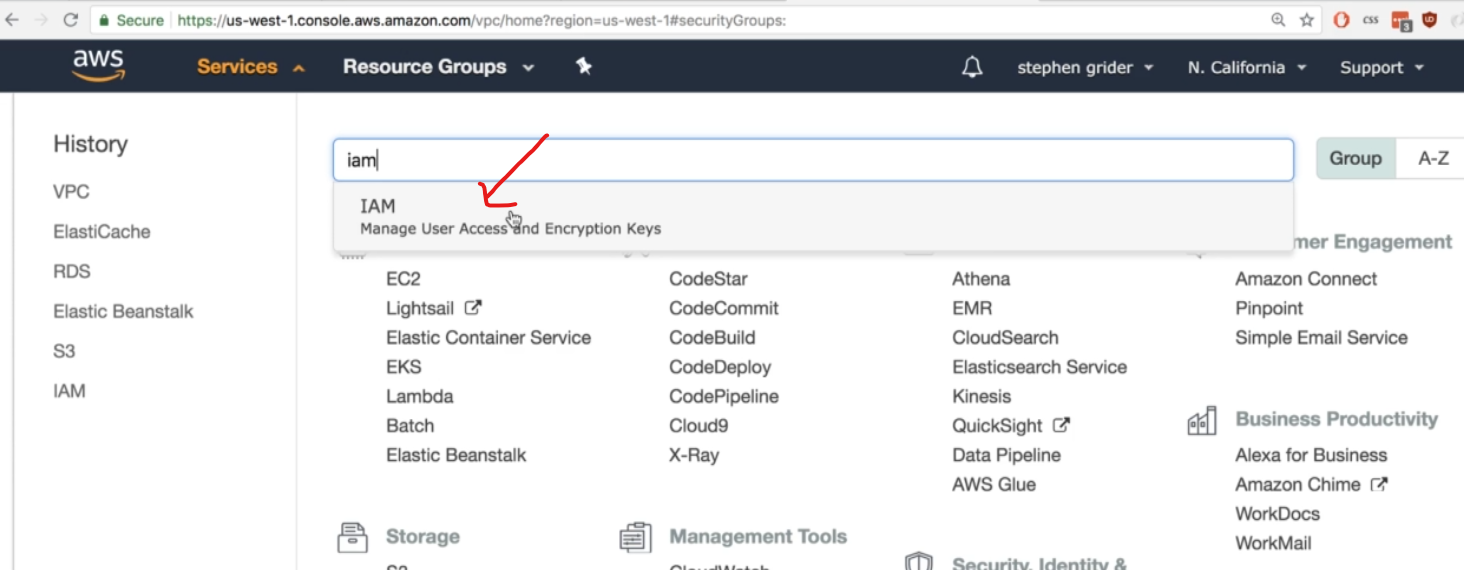 Secure https://us-west-1.console.aws.amazon.com/vpc/home?region=us-west-1#securityGroups:
css
3
aws
Services
Resource Groups
stephen grider
N. California
Support
History
VPC
ElastiCache
RDS
Elastic Beanstalk
S3
IAM
iam
Group
A-Z
IAM
Manage User Access and Encryption Keys
EC2
Lightsail
Elastic Container Service
EKS
Lambda
Batch
Elastic Beanstalk
Storage
S3
CodeStar
CodeCommit
CodeBuild
CodeDeploy
CodePipeline
Cloud9
X-Ray
Management Tools
CloudWatch
Athena
EMR
CloudSearch
Elasticsearch Service
Kinesis
QuickSight
Data Pipeline
AWS Glue
Security, Identity &
mer Engagement
Amazon Connect
Pinpoint
Simple Email Service
Business Productivity
Alexa for Business
Amazon Chime
WorkDocs
WorkMail